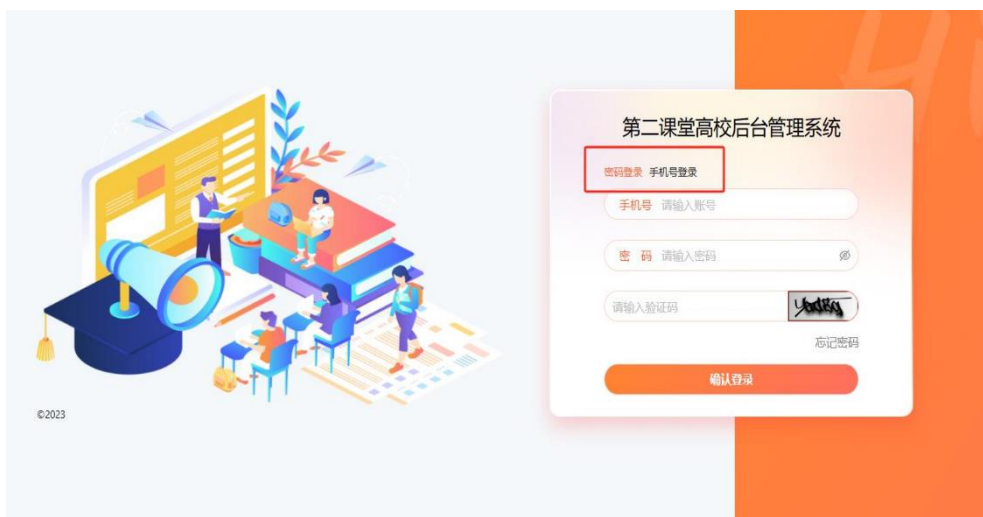 第二课堂高校后台管理系统
密码登录 手机号登录
手机号 请输入账号
密 码 请输入密码
请输入验证码
忘记密码
确认登录
©2023